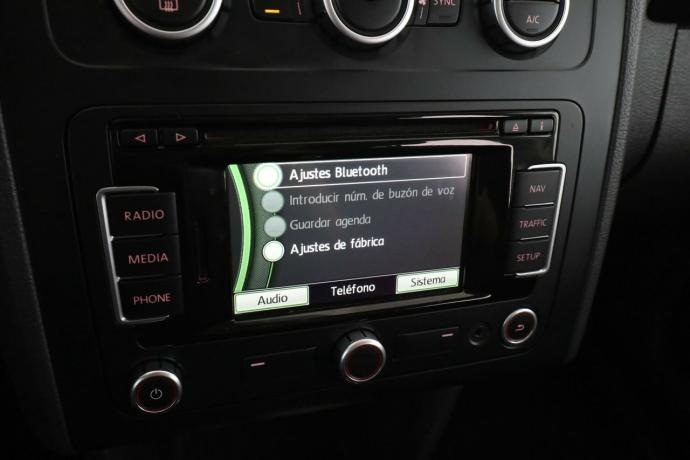 SYNC
A/C
RADIO
MEDIA
PHONE
Ajustes Bluetooth
Introducir núm. de buzón de voz
Guardar agenda
Ajustes de fábrica
Audio
Teléfono
Sistema
NAV
TRAFFIC
SETUP